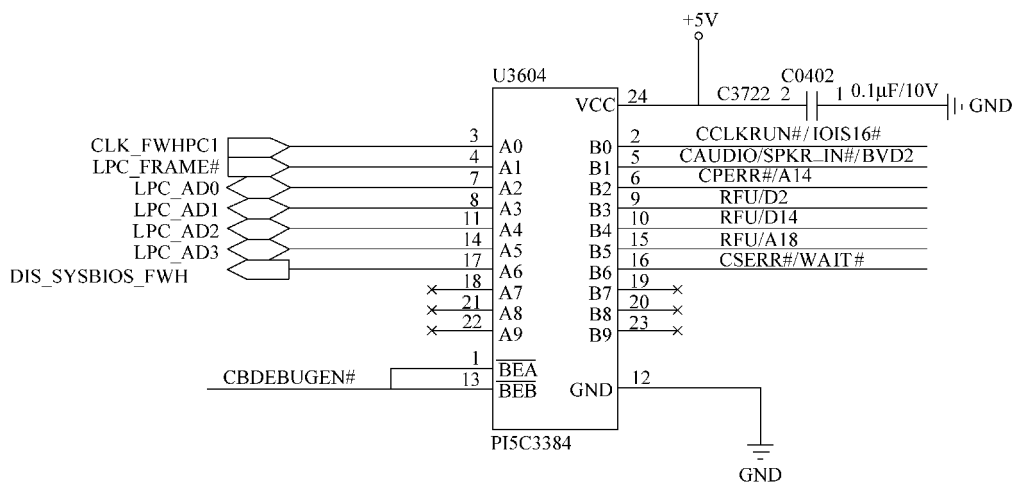 +5V
U3604
C0402
VCC 24 C3722 2 1 0.1μF/10V GND
CLK_FWHPC1 3 A0 B0 2 CCLKRUN#/IOIS16#
LPC_FRAME# 4 A1 B1 5 CAUDIO/SPKR_IN#/BVD2
LPC_AD0 7 A2 B2 6 CPERR#/A14
LPC_AD1 8 A3 B3 9 RFU/D2
LPC_AD2 11 A4 B4 10 RFU/D14
LPC_AD3 14 A5 B5 15 RFU/A18
DIS_SYSBIOS_FWH 17 A6 B6 16 CSERR#/WAIT#
18 A7 B7 19
21 A8 B8 20
22 A9 B9 23
1 BEA
CBDEBUGEN# 13 BEB GND 12
PI5C3384
GND